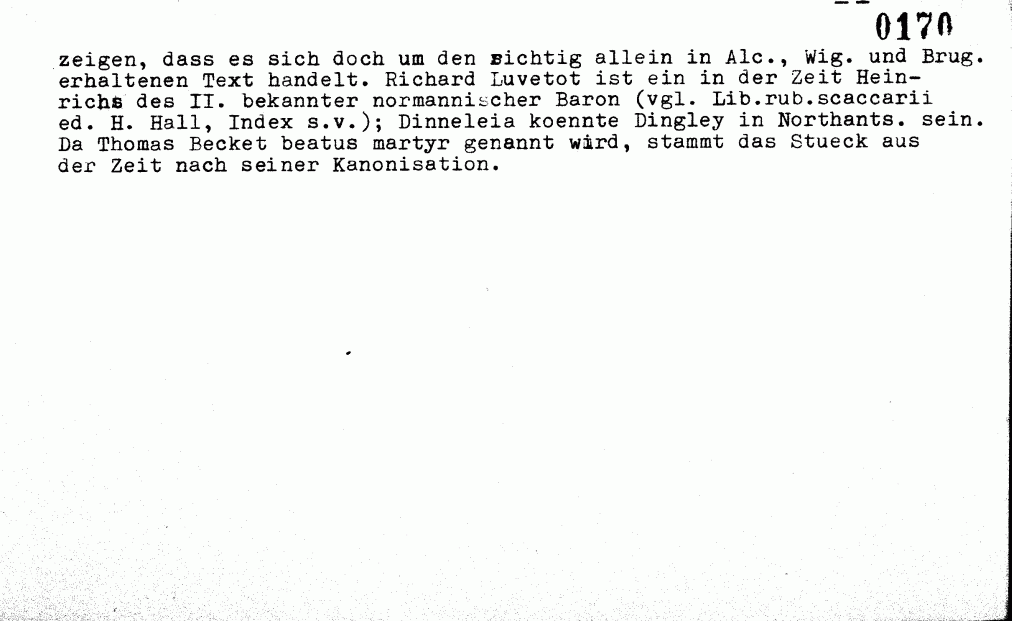 0170
zeigen, dass es sich doch um den richtig allein in Alc., Wig. und Brug.
erhaltenen Text handelt. Richard Luvetot ist ein in der Zeit Hein-
richs des II. bekannter normannischer Baron (vgl. Lib.rub.scaccarii
ed. H. Hall, Index s.v.); Dinneleia koennte Dingley in Northants. sein.
Da Thomas Becket beatus martyr genannt wird, stammt das Stueck aus
der Zeit nach seiner Kanonisation.